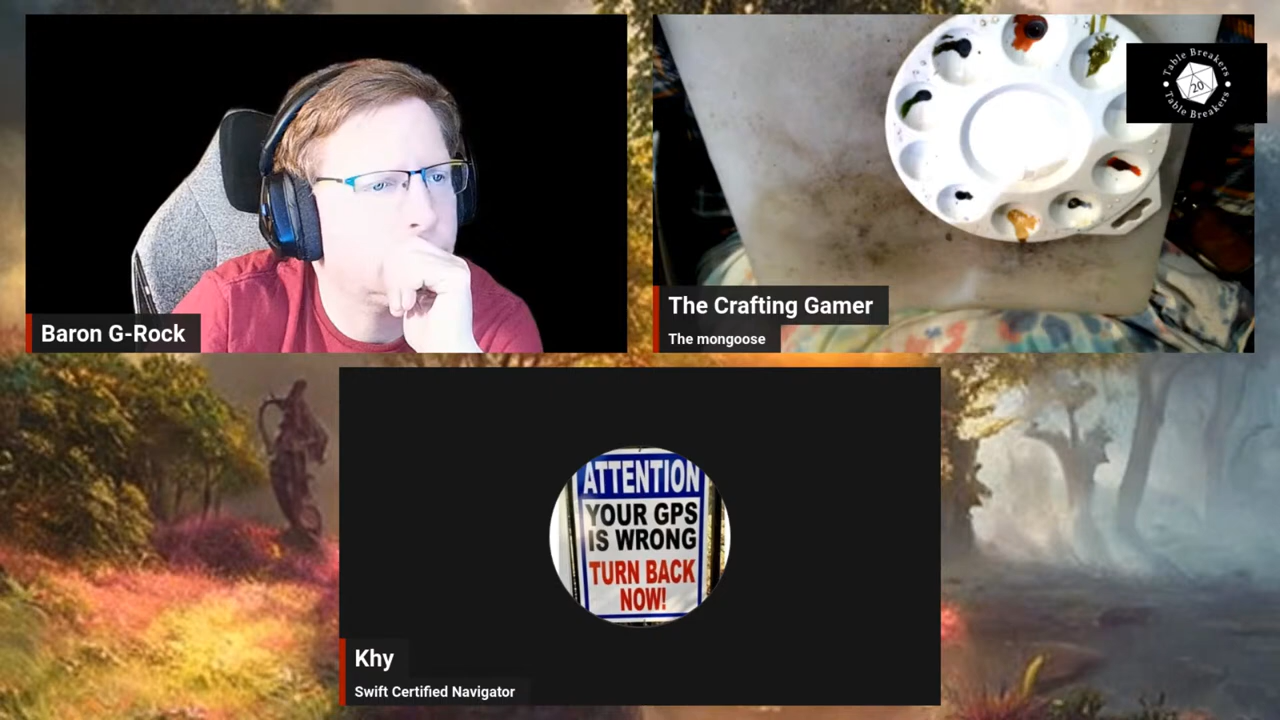 Table Breakers
20
Table Breakers
Baron G-Rock
The Crafting Gamer
The mongoose
ATTENTION
YOUR GPS
IS WRONG
TURN BACK
NOW!
Khy
Swift Certified Navigator